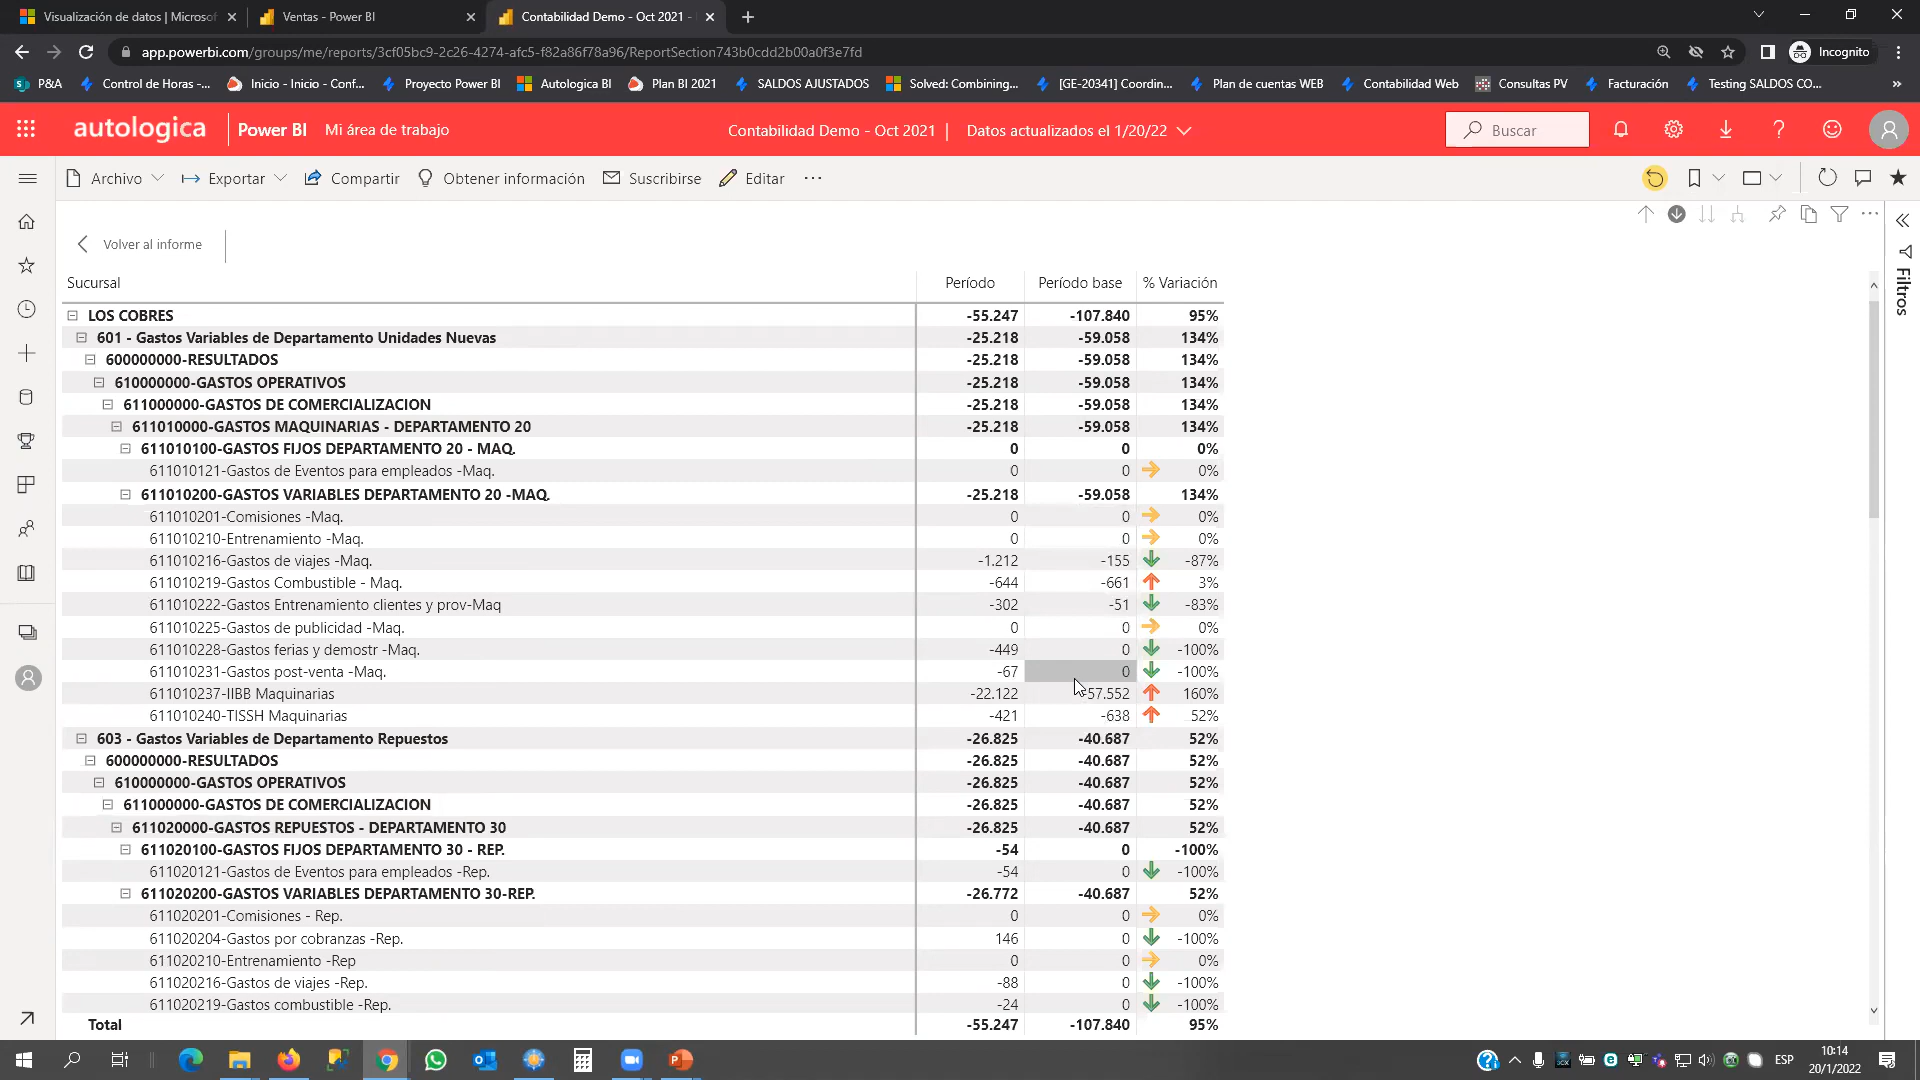 Visualización de datos | Microsof
Ventas - Power BI
Contabilidad Demo - Oct 2021 -
app.powerbi.com/groups/me/reports/3cf05bc9-2c26-4274-afc5-f82a86f78a96/ReportSection743b0cdd2b00a0f3e7fd
Incognito
P&A
Control de Horas -...
Inicio - Inicio - Conf...
Proyecto Power BI
Autologica BI
Plan BI 2021
SALDOS AJUSTADOS
Solved: Combining...
[GE-20341] Coordin...
Plan de cuentas WEB
Contabilidad Web
Consultas PV
Facturación
Testing SALDOS CO...
autologica
Power BI
Mi área de trabajo
Contabilidad Demo - Oct 2021 | Datos actualizados el 1/20/22
Buscar
Archivo
Exportar
Compartir
Obtener información
Suscribirse
Editar
Volver al informe
Filtros
Sucursal Período Período base % Variación
LOS COBRES -55.247 -107.840 95%
601 - Gastos Variables de Departamento Unidades Nuevas -25.218 -59.058 134%
600000000-RESULTADOS -25.218 -59.058 134%
610000000-GASTOS OPERATIVOS -25.218 -59.058 134%
611000000-GASTOS DE COMERCIALIZACION -25.218 -59.058 134%
611010000-GASTOS MAQUINARIAS - DEPARTAMENTO 20 -25.218 -59.058 134%
611010100-GASTOS FIJOS DEPARTAMENTO 20 - MAQ. 0 0 0%
611010121-Gastos de Eventos para empleados -Maq. 0 0 0%
611010200-GASTOS VARIABLES DEPARTAMENTO 20 -MAQ. -25.218 -59.058 134%
611010201-Comisiones -Maq. 0 0 0%
611010210-Entrenamiento -Maq. 0 0 0%
611010216-Gastos de viajes -Maq. -1.212 -155 -87%
611010219-Gastos Combustible - Maq. -644 -661 3%
611010222-Gastos Entrenamiento clientes y prov-Maq -302 -51 -83%
611010225-Gastos de publicidad -Maq. 0 0 0%
611010228-Gastos ferias y demostr -Maq. -449 0 -100%
611010231-Gastos post-venta -Maq. -67 0 -100%
611010237-IIBB Maquinarias -22.122 -57.552 160%
611010240-TISSH Maquinarias -421 -638 52%
603 - Gastos Variables de Departamento Repuestos -26.825 -40.687 52%
600000000-RESULTADOS -26.825 -40.687 52%
610000000-GASTOS OPERATIVOS -26.825 -40.687 52%
611000000-GASTOS DE COMERCIALIZACION -26.825 -40.687 52%
611020000-GASTOS REPUESTOS - DEPARTAMENTO 30 -26.825 -40.687 52%
611020100-GASTOS FIJOS DEPARTAMENTO 30 - REP. -54 0 -100%
611020121-Gastos de Eventos para empleados -Rep. -54 0 -100%
611020200-GASTOS VARIABLES DEPARTAMENTO 30-REP. -26.772 -40.687 52%
611020201-Comisiones - Rep. 0 0 0%
611020204-Gastos por cobranzas -Rep. 146 0 -100%
611020210-Entrenamiento -Rep 0 0 0%
611020216-Gastos de viajes -Rep. -88 0 -100%
611020219-Gastos combustible -Rep. -24 0 -100%
Total -55.247 -107.840 95%
ESP
10:14
20/1/2022